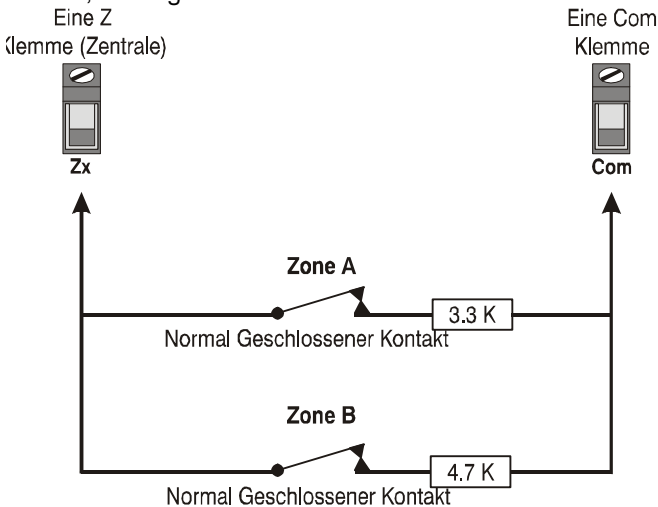 Eine Z
Klemme (Zentrale)
Eine Com
Klemme
Zx
Com
Zone A
3.3 K
Normal Geschlossener Kontakt
Zone B
4.7 K
Normal Geschlossener Kontakt